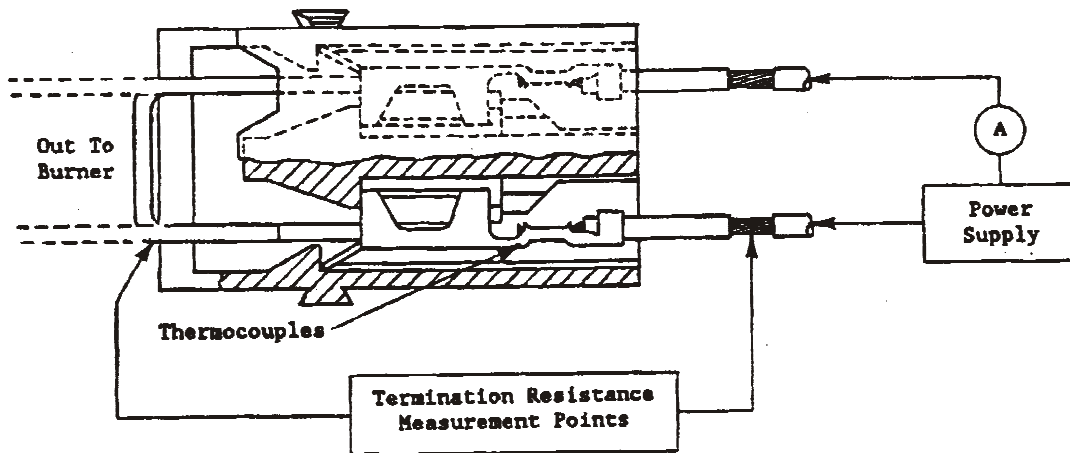 Out To
Burner
A
Power
Supply
Thermocouples
Termination Resistance
Measurement Points